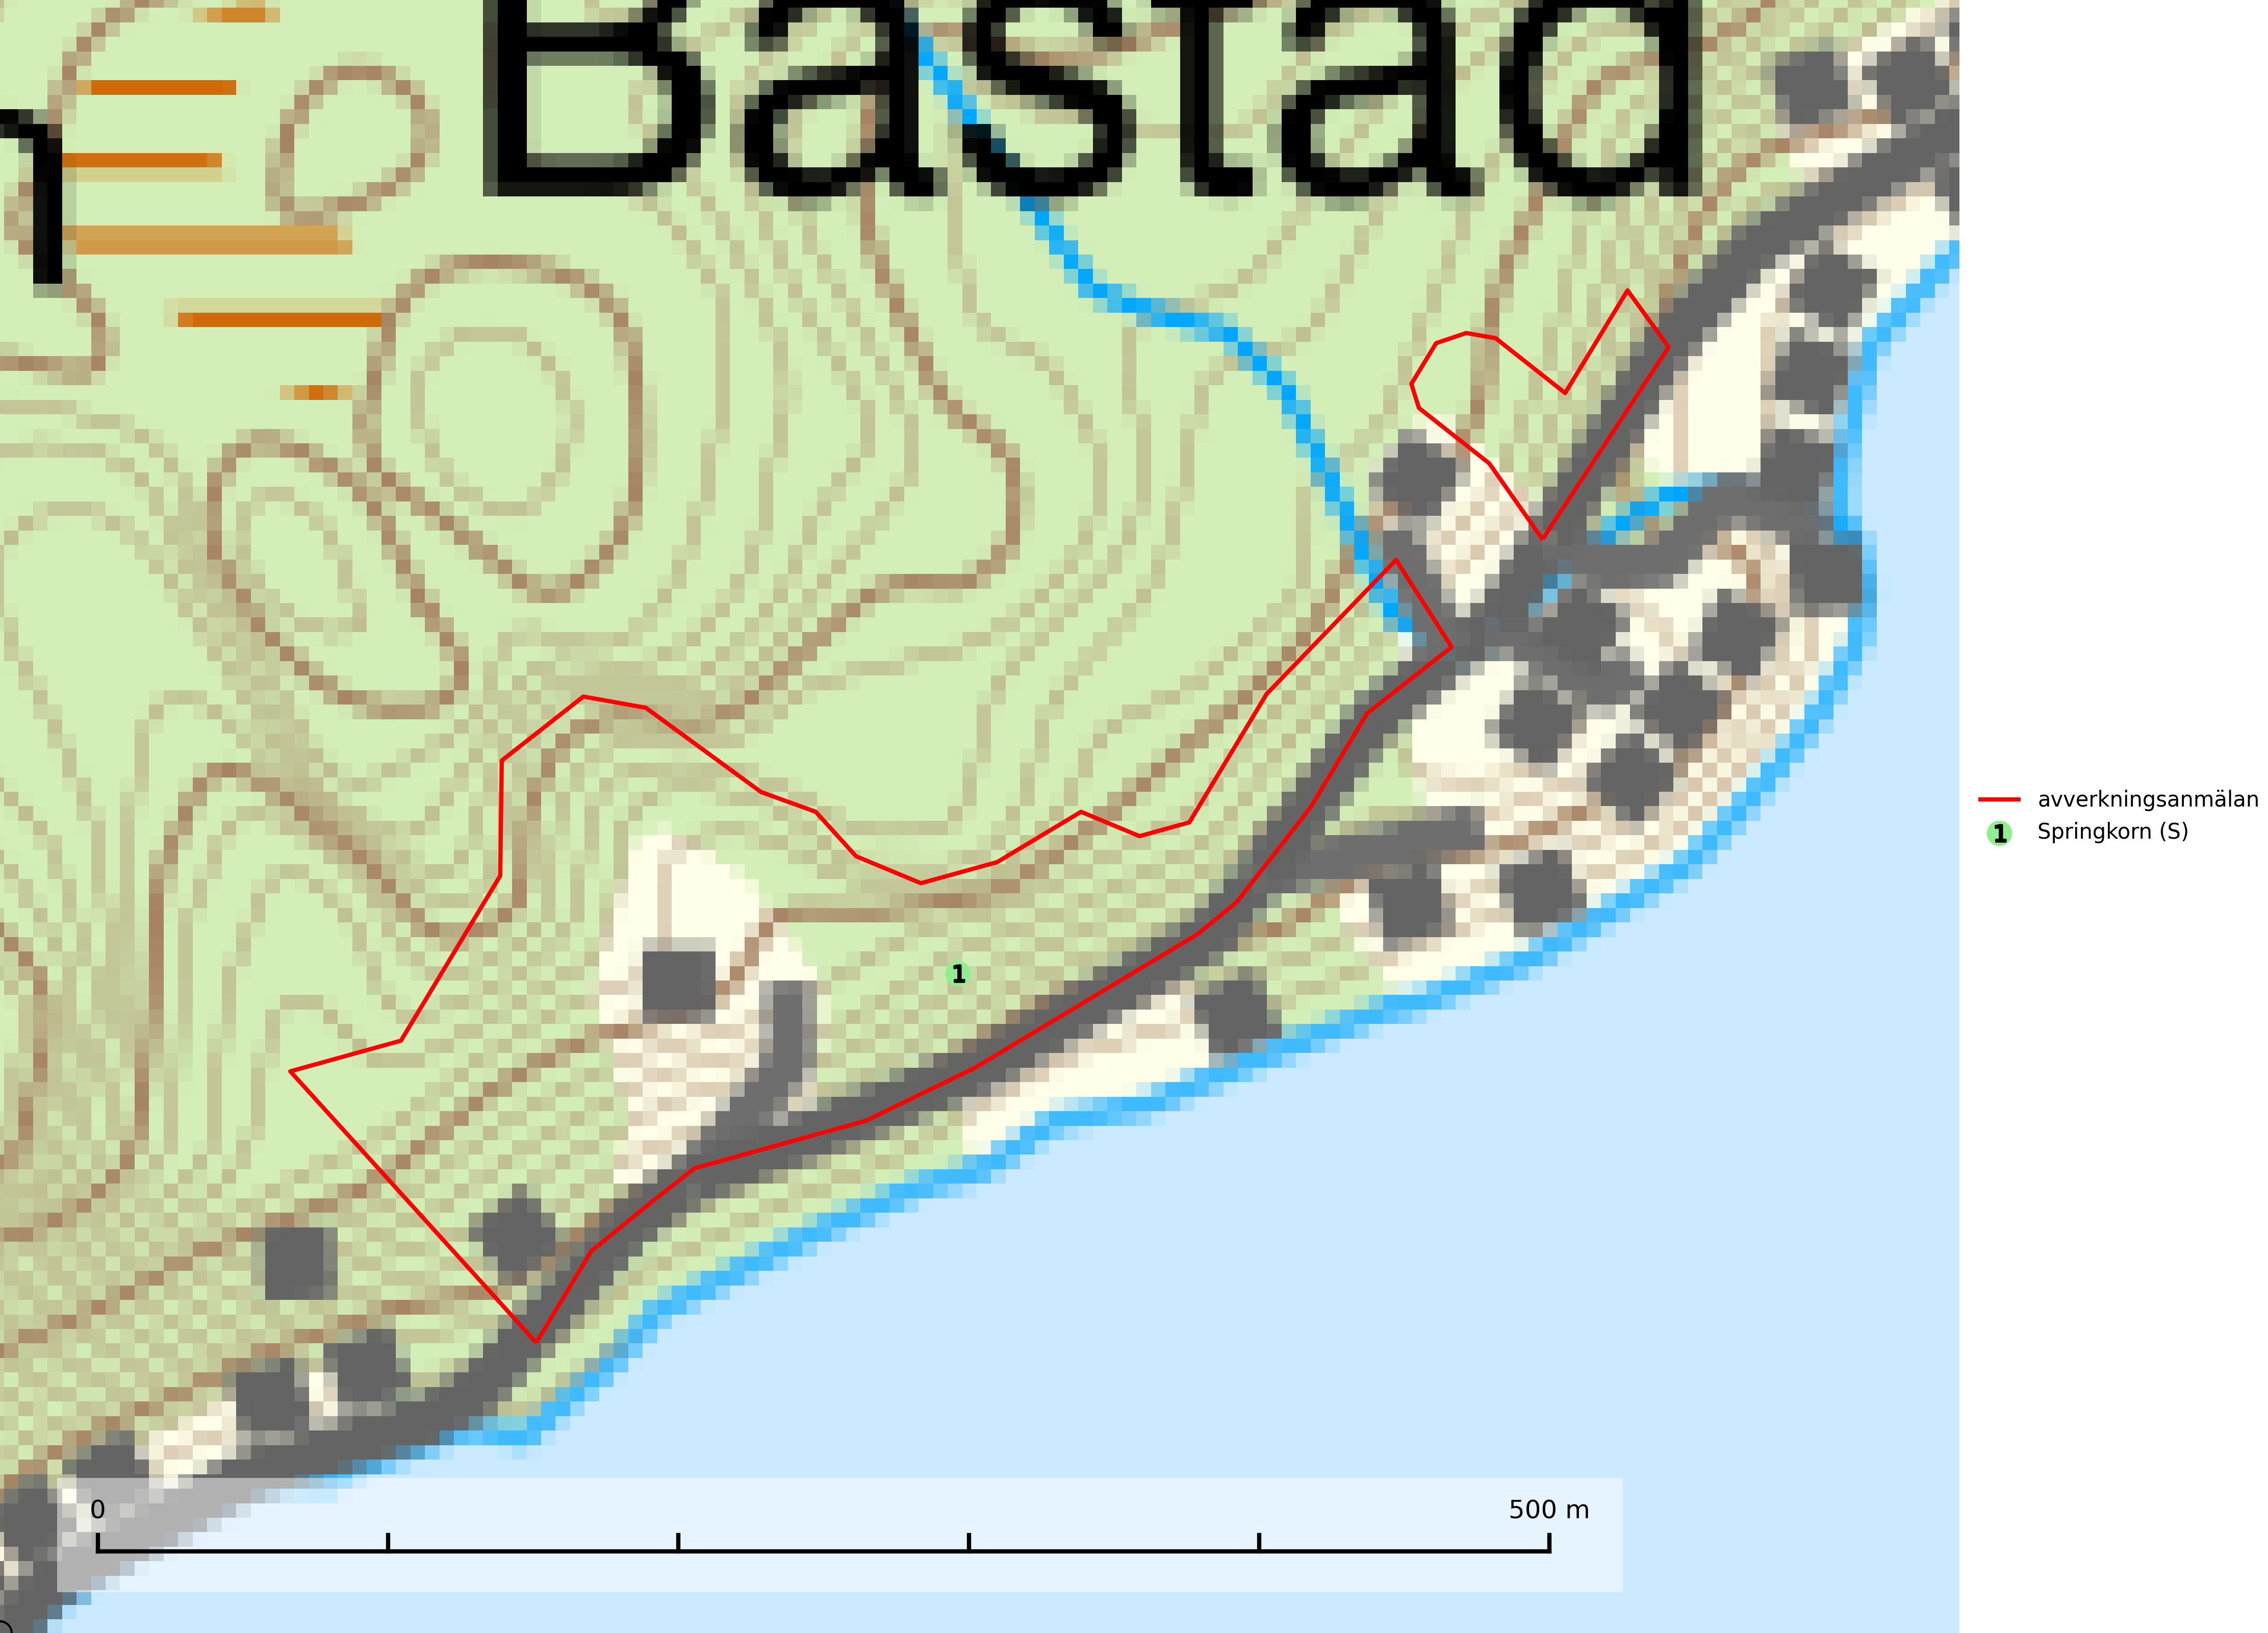 Båstad
1
avverkningsanmälan
1 Springkorn (S)
0 500 m